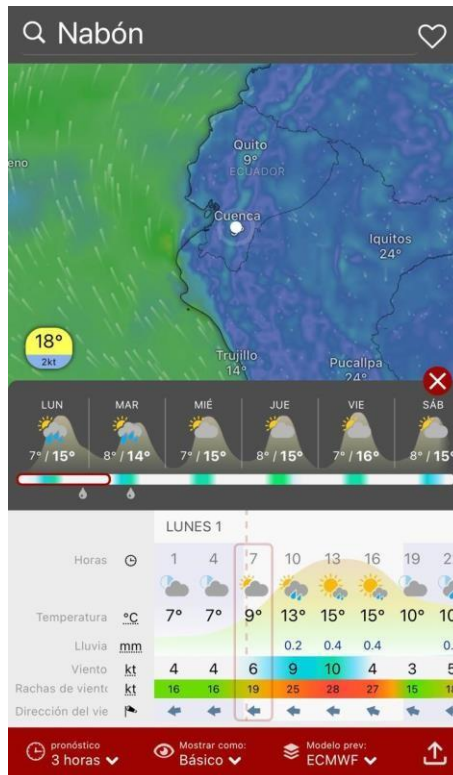 Nabón
Quito
9°
ECUADOR
eno
Cuenca
Iquitos
24°
18°
2kt
Trujillo
14°
Pucallpa
24°
LUN MAR MIÉ JUE VIE SÁB
7° / 15° 8° / 14° 7° / 15° 8° / 15° 7° / 16° 8° / 15°
LUNES 1
Horas 1 4 7 10 13 16 19
Temperatura °C 7° 7° 9° 13° 15° 15° 10° 10
Lluvia mm 0.2 0.4 0.4 0.
Viento kt 4 4 6 9 10 4 3 5
Rachas de viento kt 16 16 19 25 28 27 15 18
Dirección del vie
pronóstico Mostrar como: Modelo prev:
3 horas Básico ECMWF